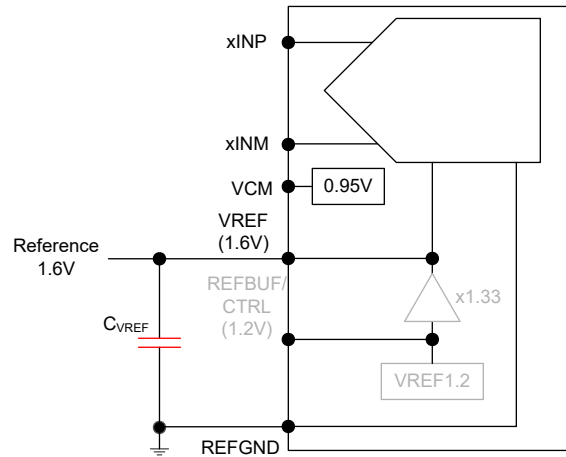 xINP
xINM
VCM
0.95V
VREF
(1.6V)
Reference
1.6V
REFBUF/
CTRL
(1.2V)
x1.33
CVREF
VREF1.2
REFGND